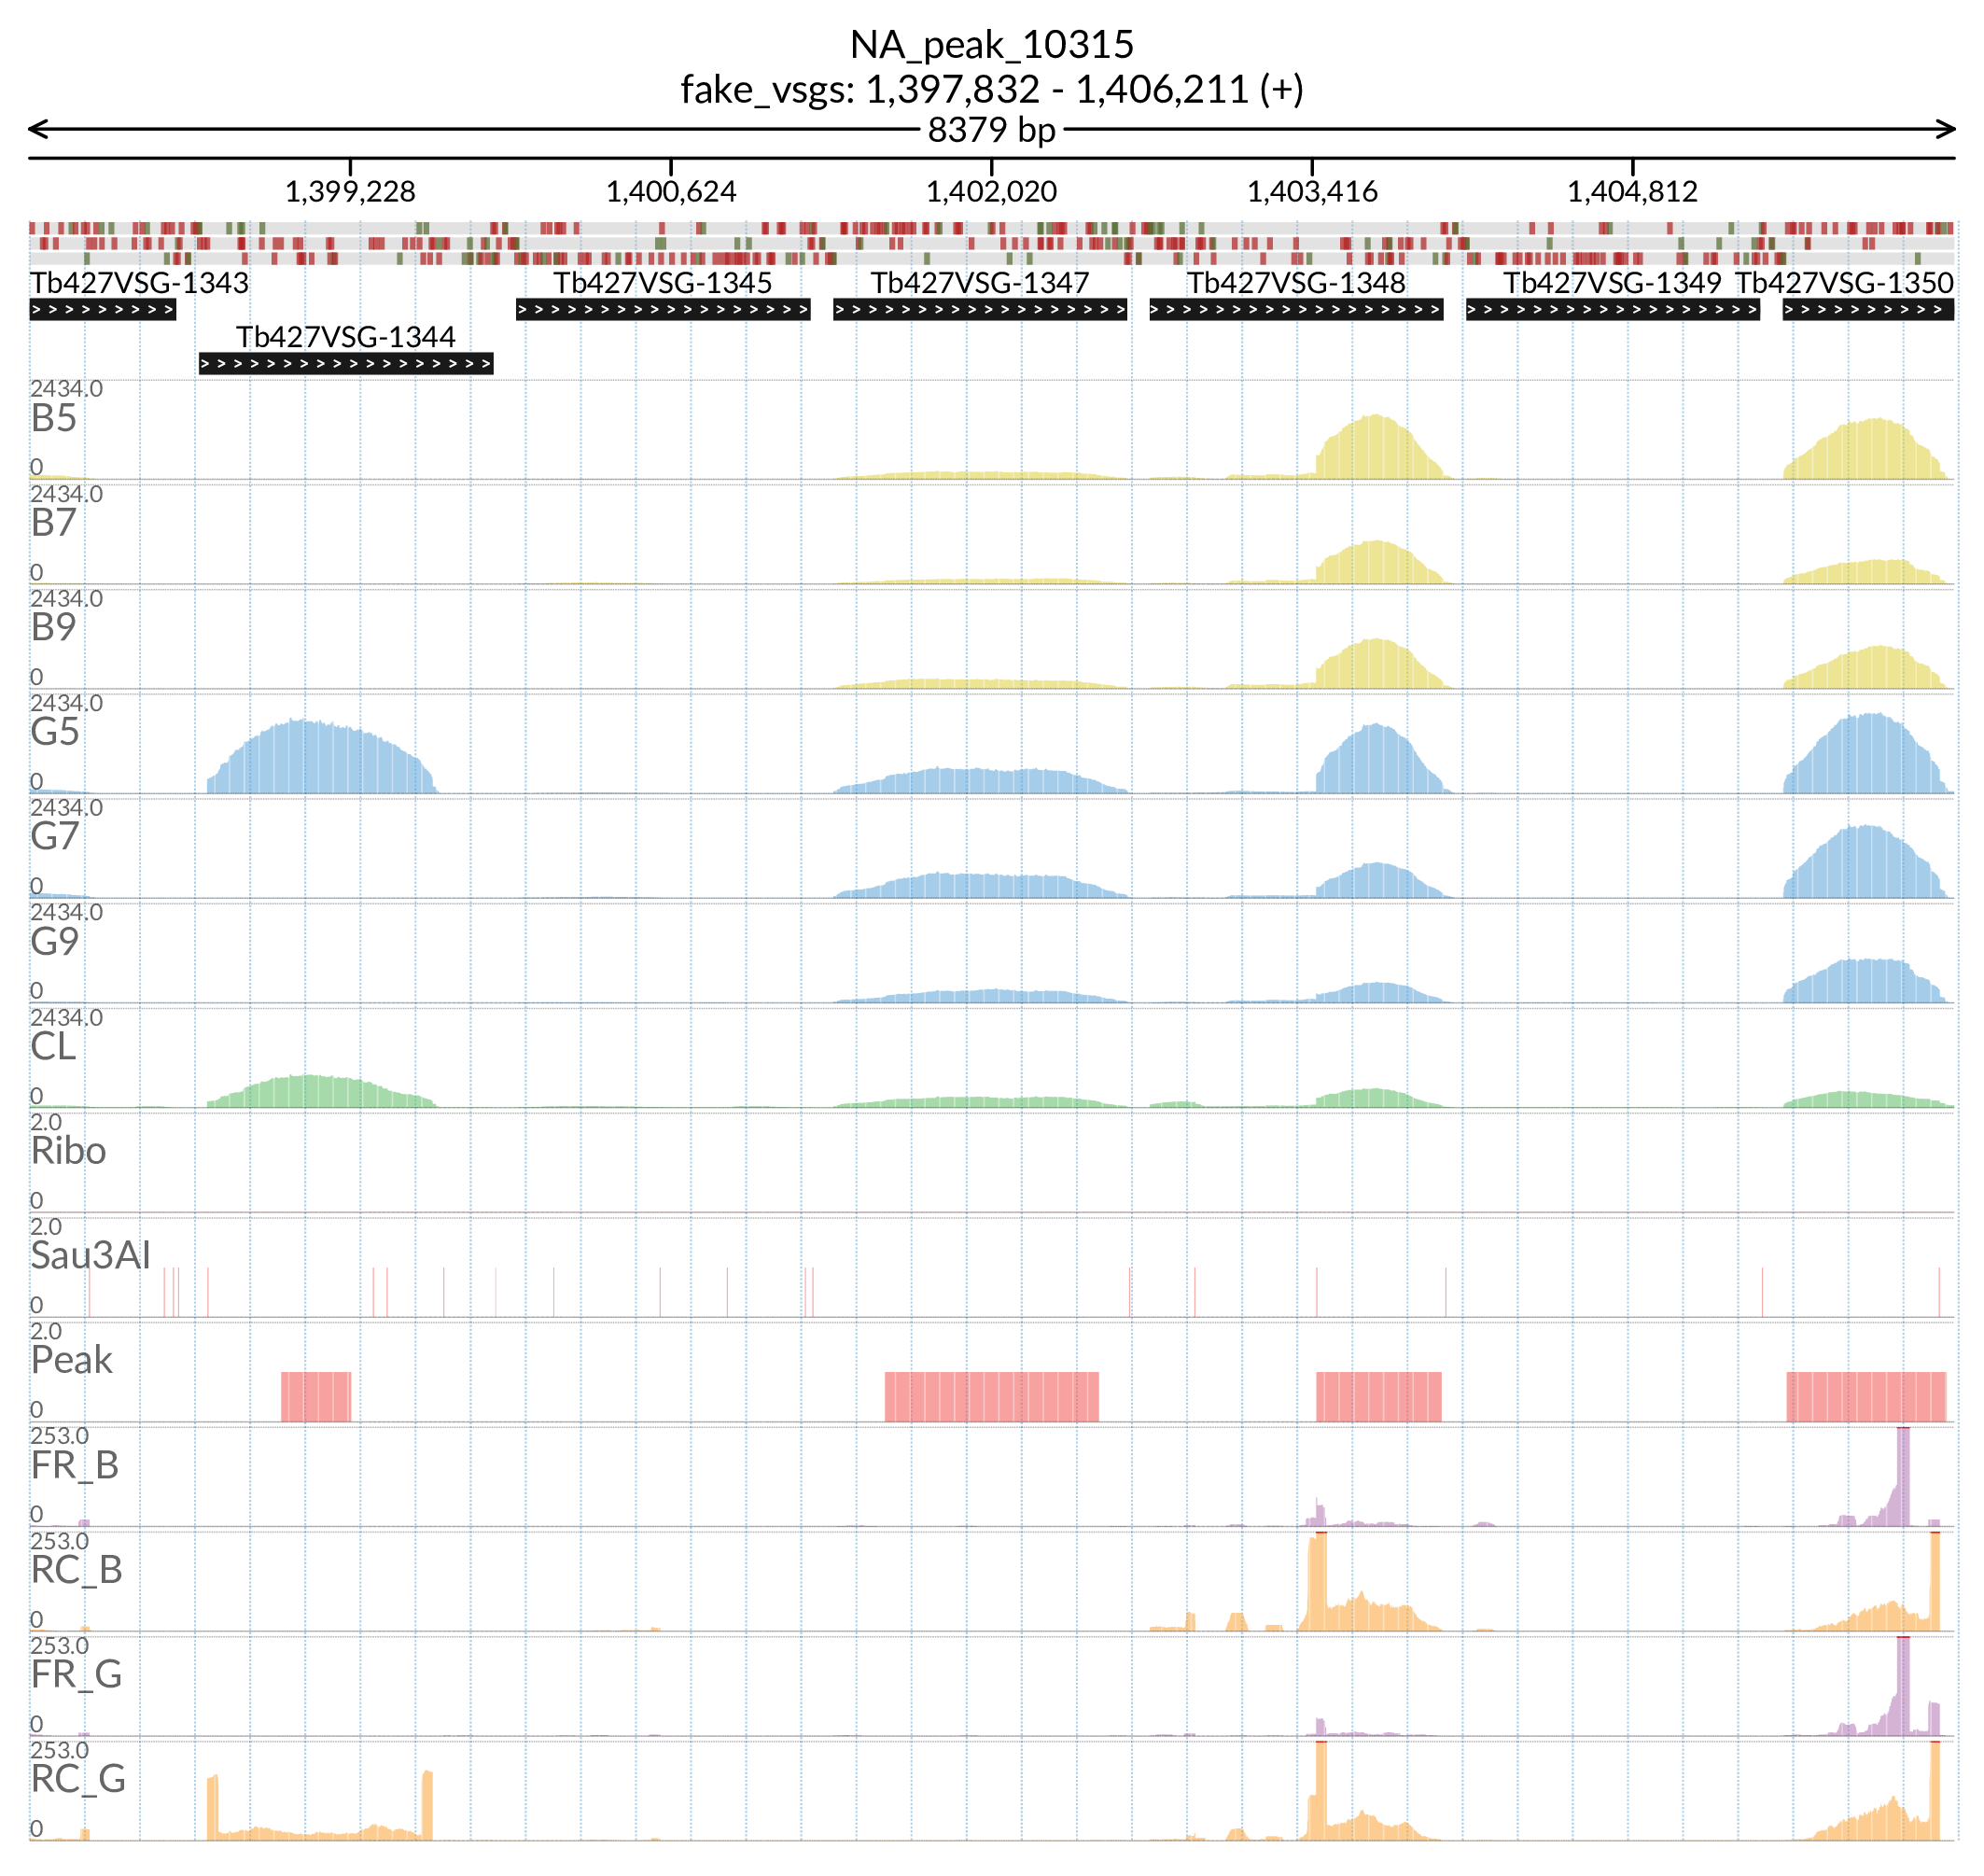 NA_peak_10315
fake_vsgs: 1,397,832 - 1,406,211 (+)
8379 bp
1,399,228 1,400,624 1,402,020 1,403,416 1,404,812
Tb427VSG-1343 Tb427VSG-1345 Tb427VSG-1347 Tb427VSG-1348 Tb427VSG-1349 Tb427VSG-1350
Tb427VSG-1344
2434.0
B5
0
2434.0
B7
0
2434.0
B9
0
2434.0
G5
0
2434.0
G7
0
2434.0
G9
0
2434.0
CL
0
2.0
Ribo
0
2.0
Sau3AI
0
2.0
Peak
0
253.0
FR_B
0
253.0
RC_B
0
253.0
FR_G
0
253.0
RC_G
0